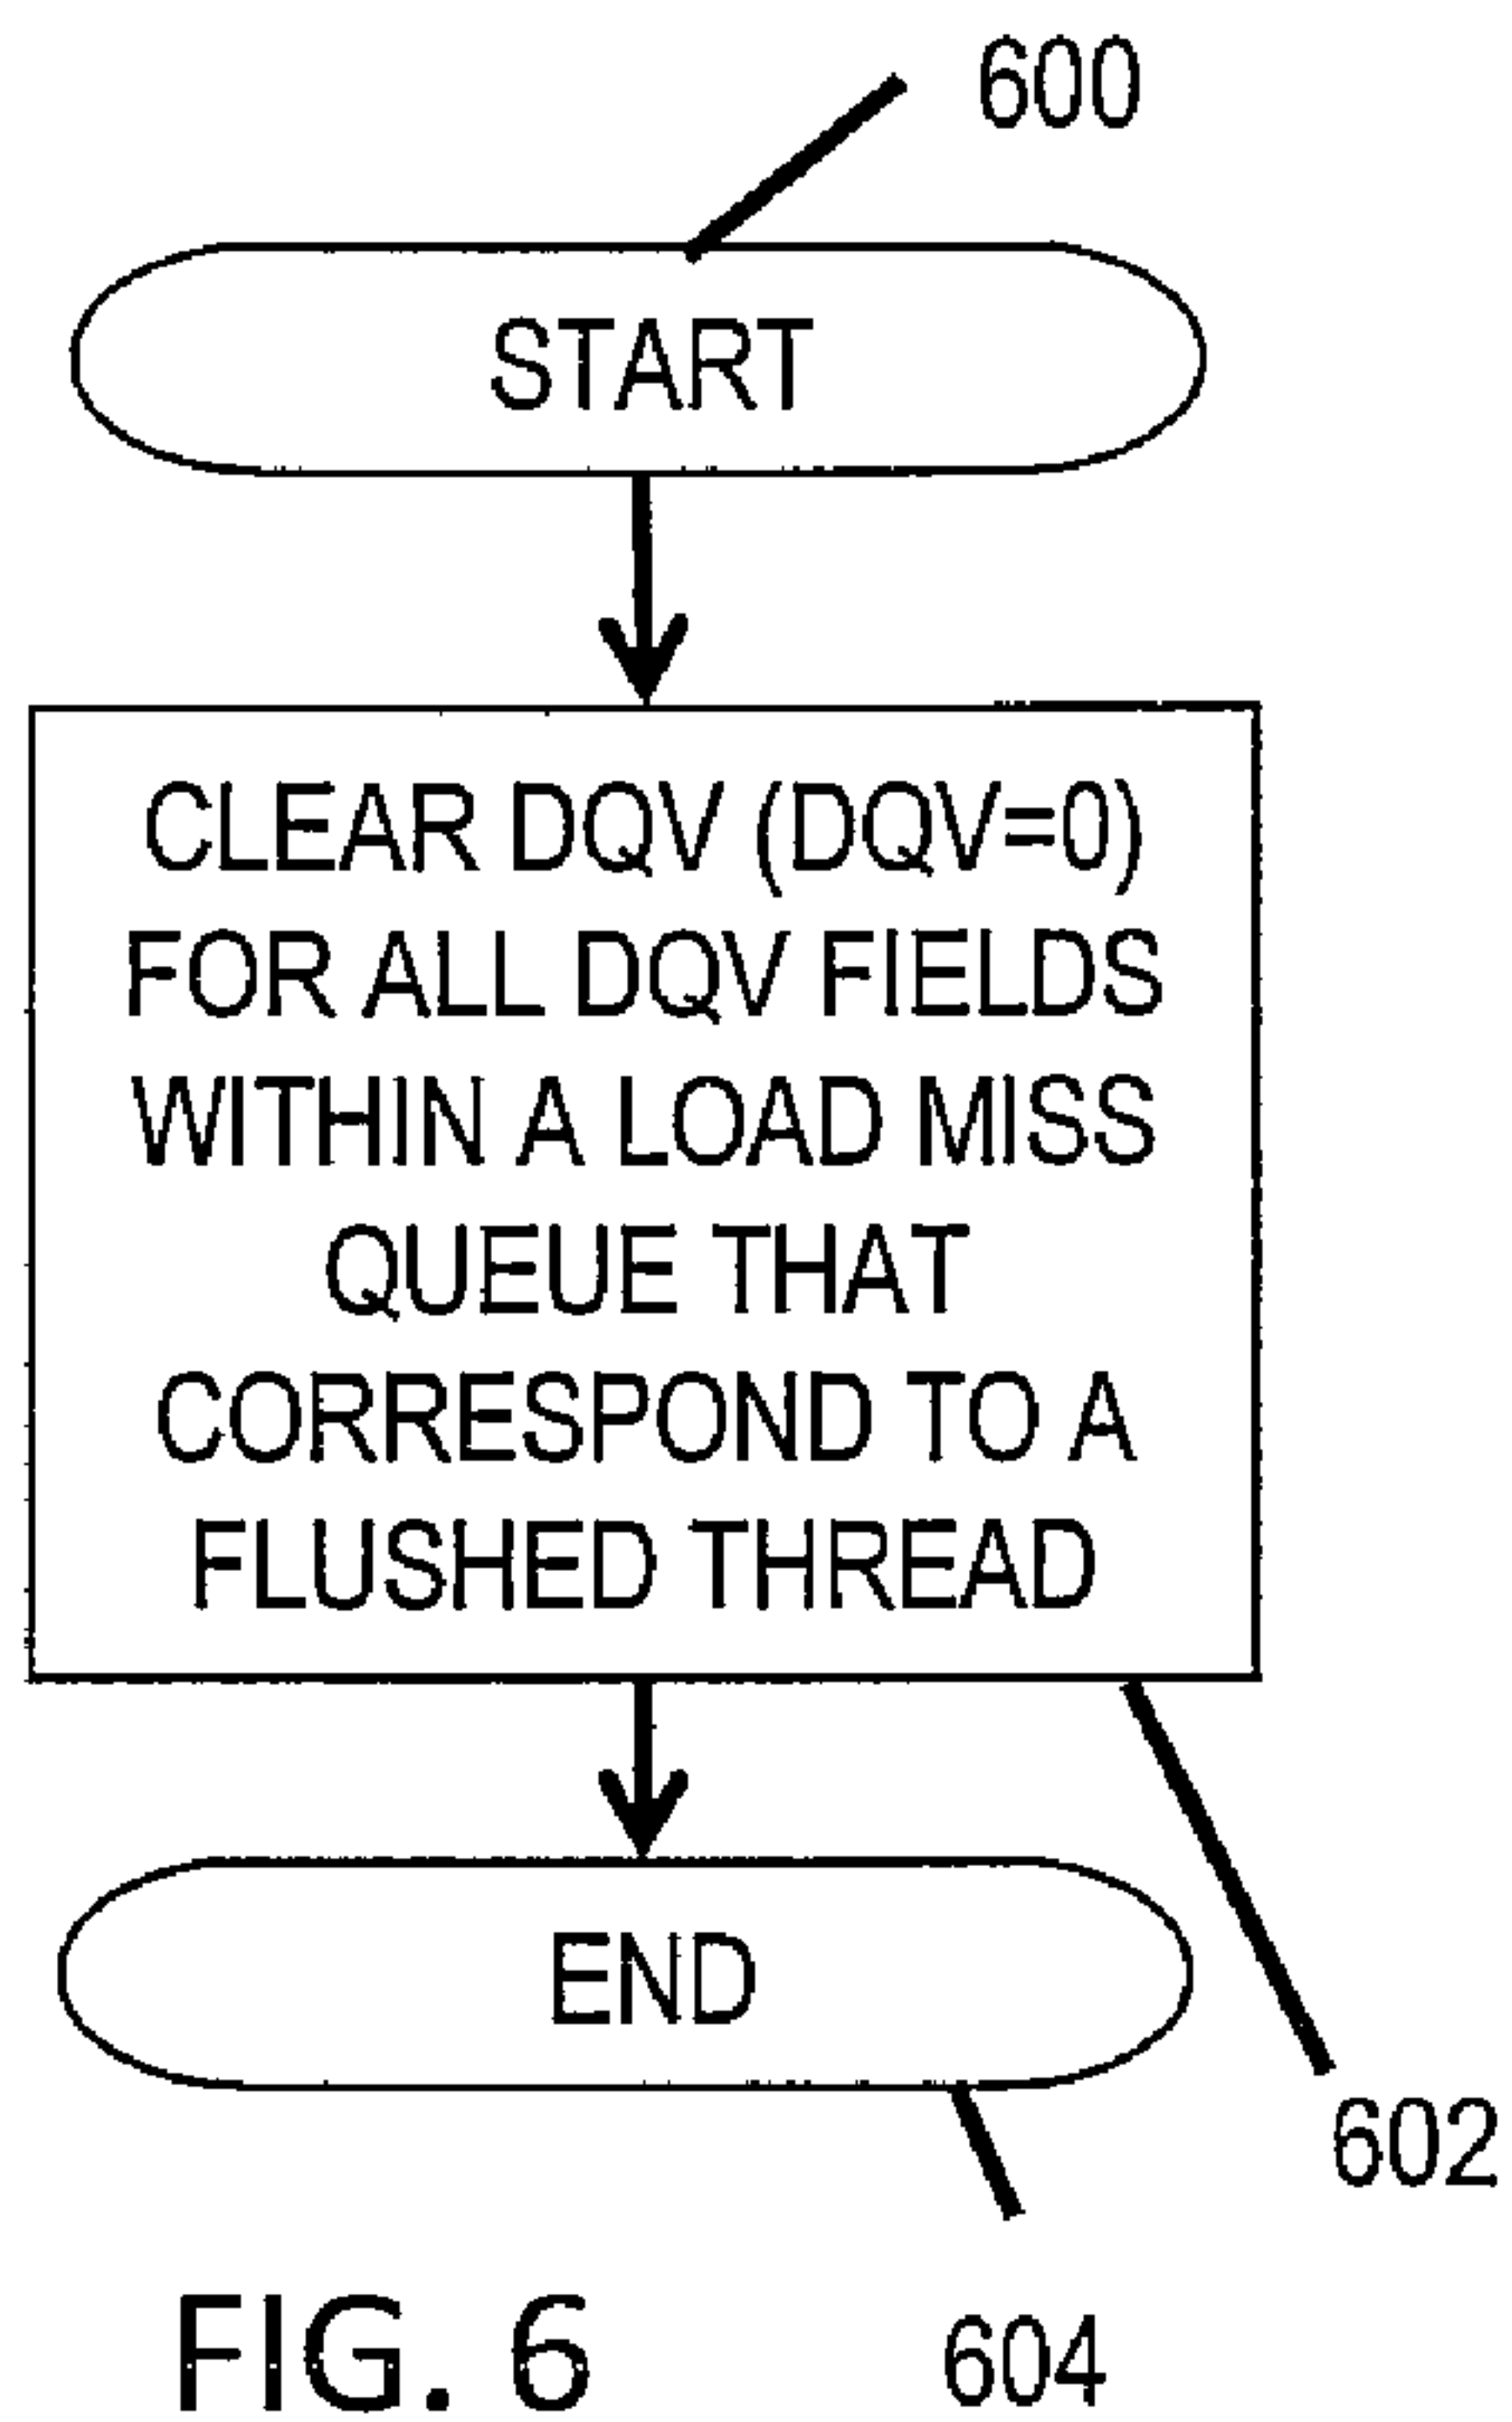 600
START
CLEAR DQV (DQV=0)
FOR ALL DQV FIELDS
WITHIN A LOAD MISS
QUEUE THAT
CORRESPOND TO A
FLUSHED THREAD
END
602
604
FIG. 6